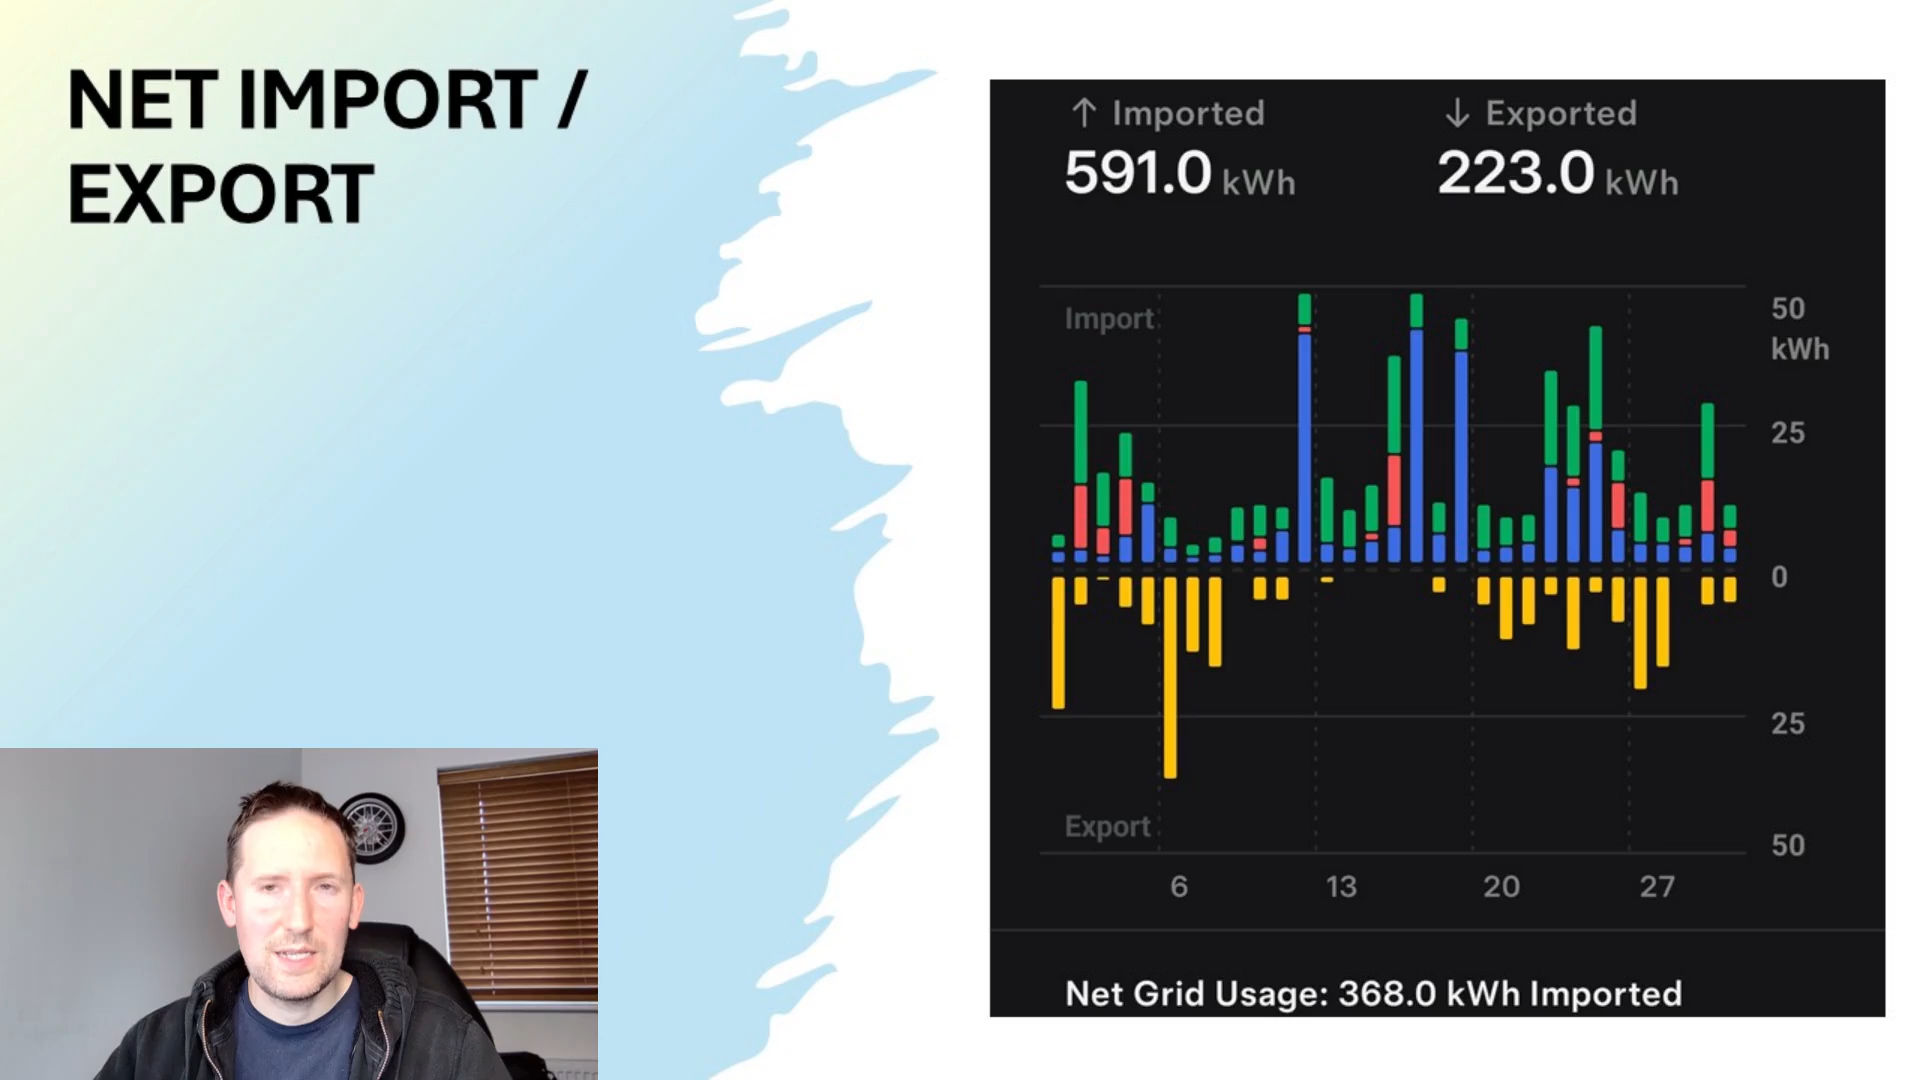 NET IMPORT /
EXPORT
↑ Imported
591.0 kWh
↓ Exported
223.0 kWh
Import
50
kWh
25
0
25
Export
50
6 13 20 27
Net Grid Usage: 368.0 kWh Imported